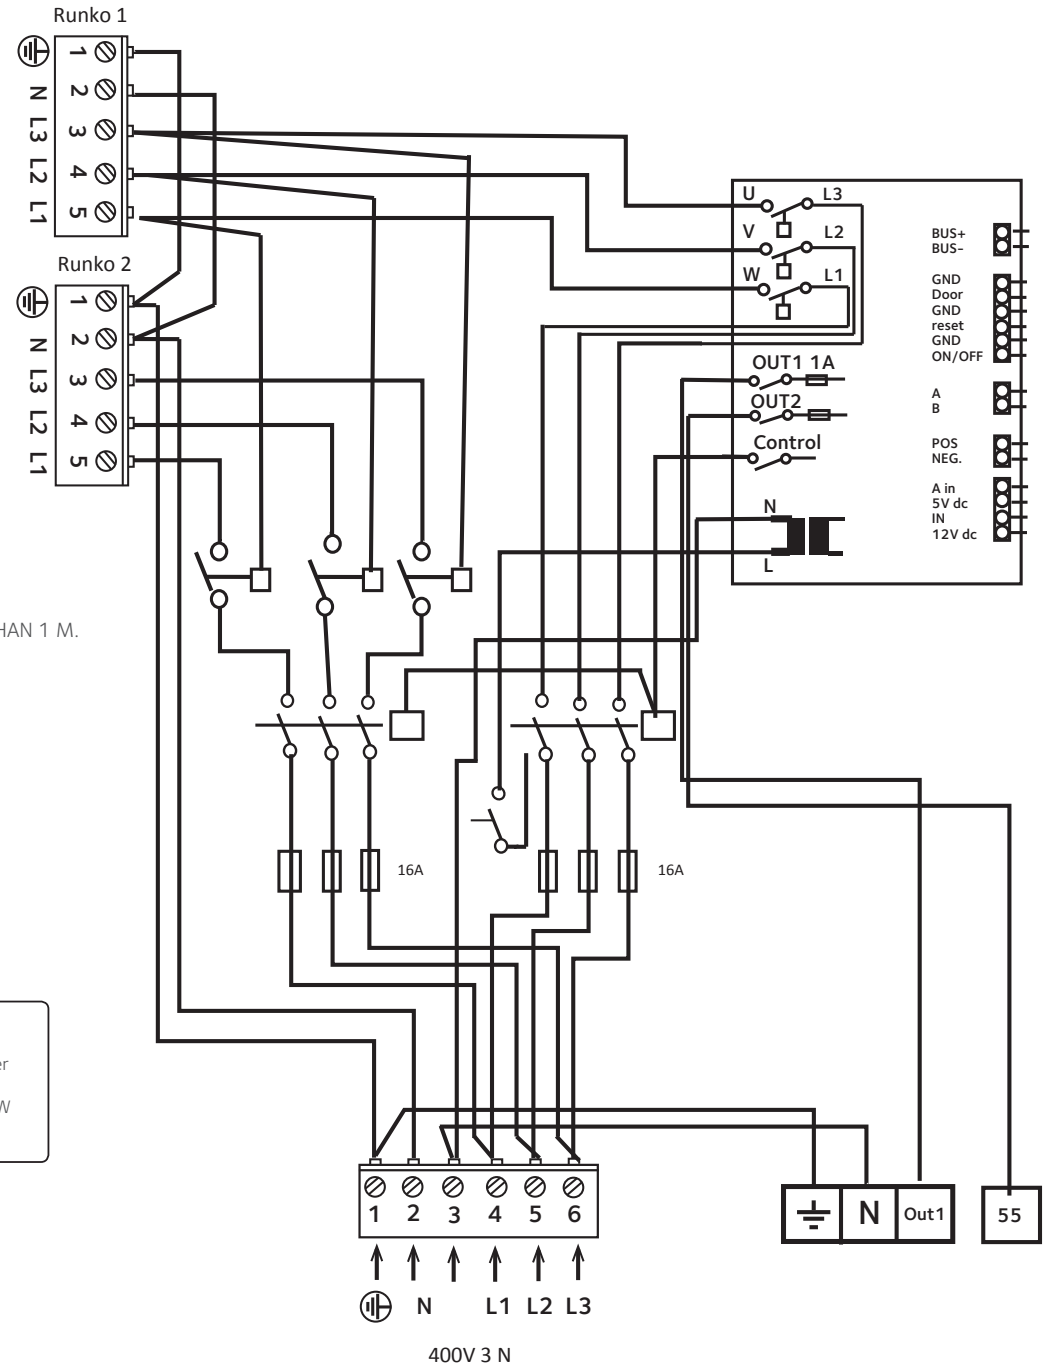 Runko 1
1
N 2
L3 3
L2 4
L1 5
Runko 2
1
N 2
L3 3
L2 4
L1 5
U L3
V L2
W L1
OUT1 1A
OUT2
Control
N
L
BUS+
BUS-
GND
Door
GND
reset
GND
ON/OFF
A
B
POS
NEG.
A in
5V dc
IN
12V dc
HAN 1 M.
16A
16A
er
W
1 2 3 4 5 6
N L1 L2 L3
400V 3 N
N Out1
55